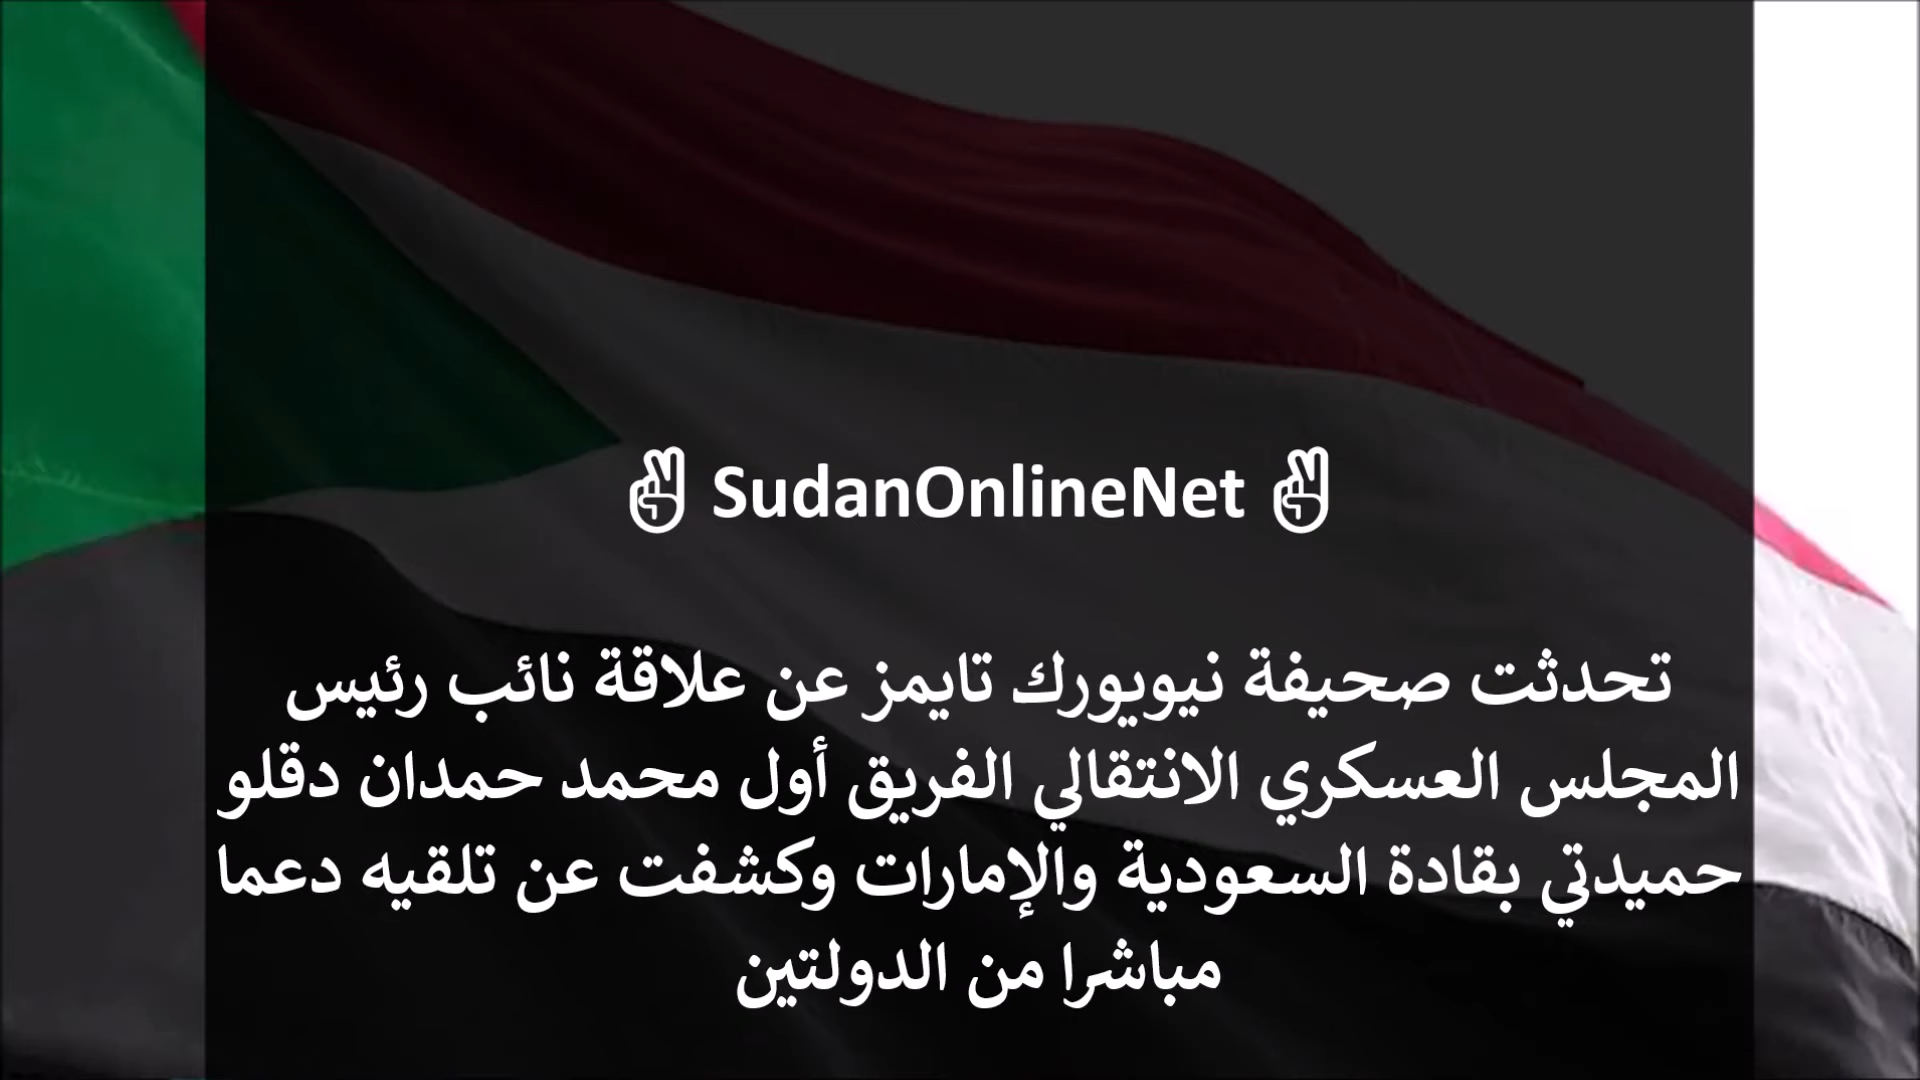 ✌ SudanOnlineNet ✌
تحدثت صحيفة نيويورك تايمز عن علاقة نائب رئيس
المجلس العسكري الانتقالي الفريق أول محمد حمدان دقلو
حميدتي بقادة السعودية والإمارات وكشفت عن تلقيه دعما
مباشرا من الدولتين